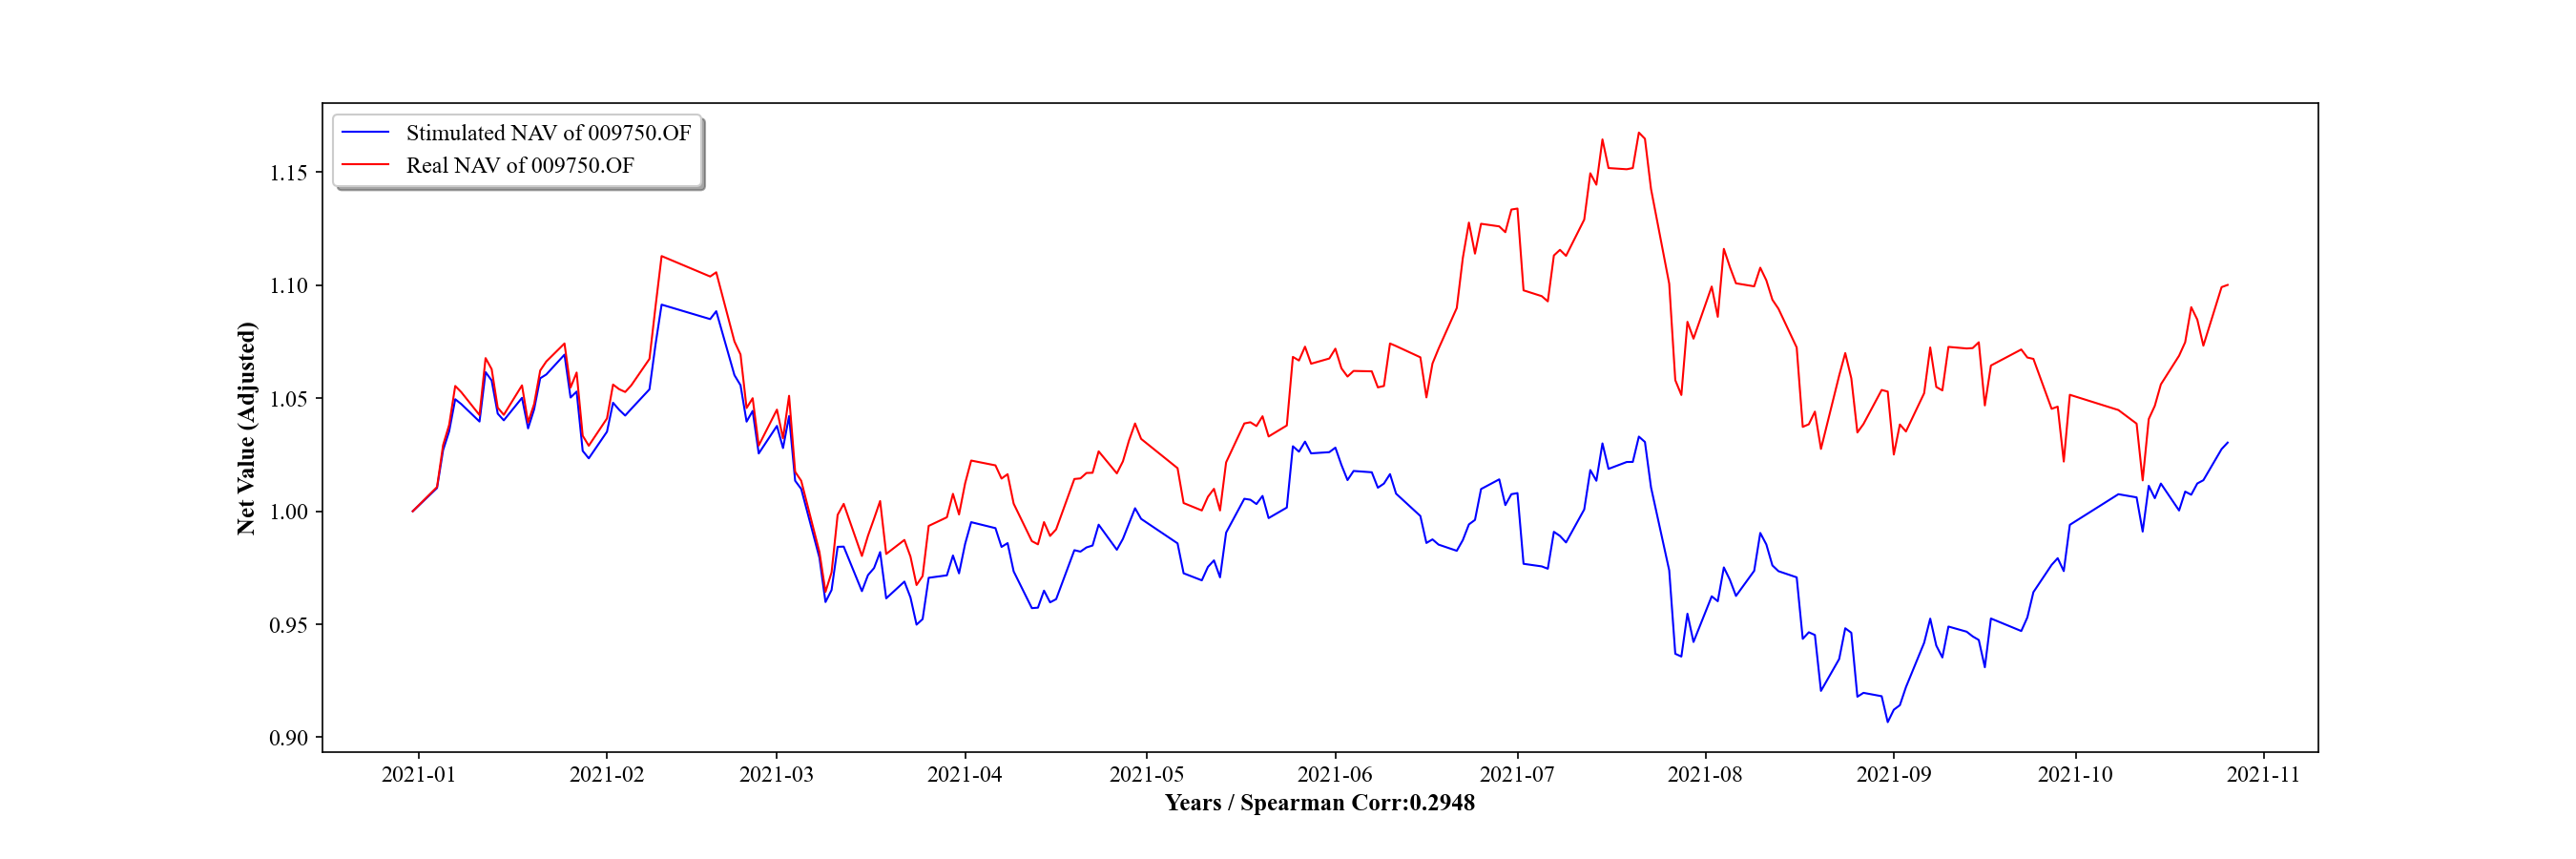 Stimulated NAV of 009750.OF
Real NAV of 009750.OF
Net Value (Adjusted)
1.15
1.10
1.05
1.00
0.95
0.90
2021-01 2021-02 2021-03 2021-04 2021-05 2021-06 2021-07 2021-08 2021-09 2021-10 2021-11
Years / Spearman Corr:0.2948